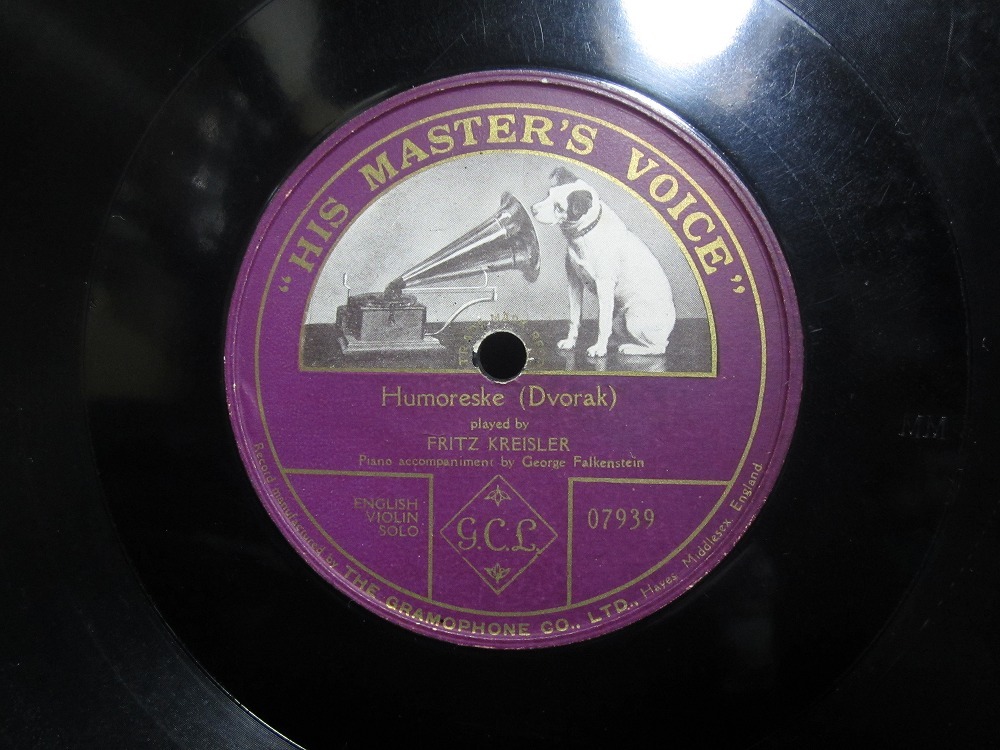 "HIS MASTER'S VOICE"
Humoreske (Dvorak)
played by
FRITZ KREISLER
Piano accompaniment by George Falkenstein
ENGLISH
VIOLIN
SOLO
G.C.L.
07939
Record manufactured by THE GRAMOPHONE CO., LTD., Hayes, Middlesex, England